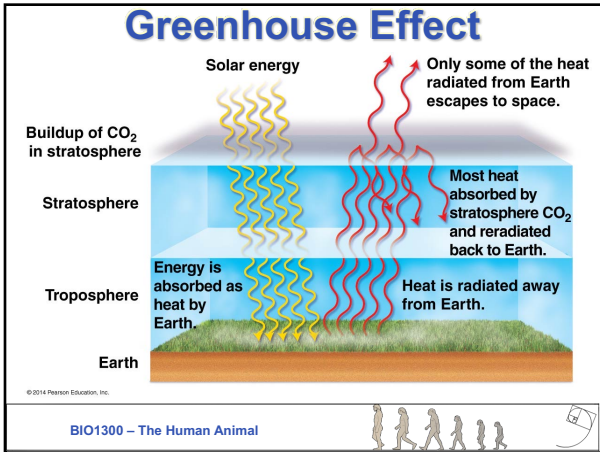 Greenhouse Effect
Solar energy
Only some of the heat
radiated from Earth
escapes to space.
Buildup of CO₂
in stratosphere
Stratosphere
Most heat
absorbed by
stratosphere CO₂
and reradiated
back to Earth.
Energy is
absorbed as
heat by
Earth.
Troposphere
Heat is radiated away
from Earth.
Earth
© 2014 Pearson Education, Inc.
BIO1300 – The Human Animal